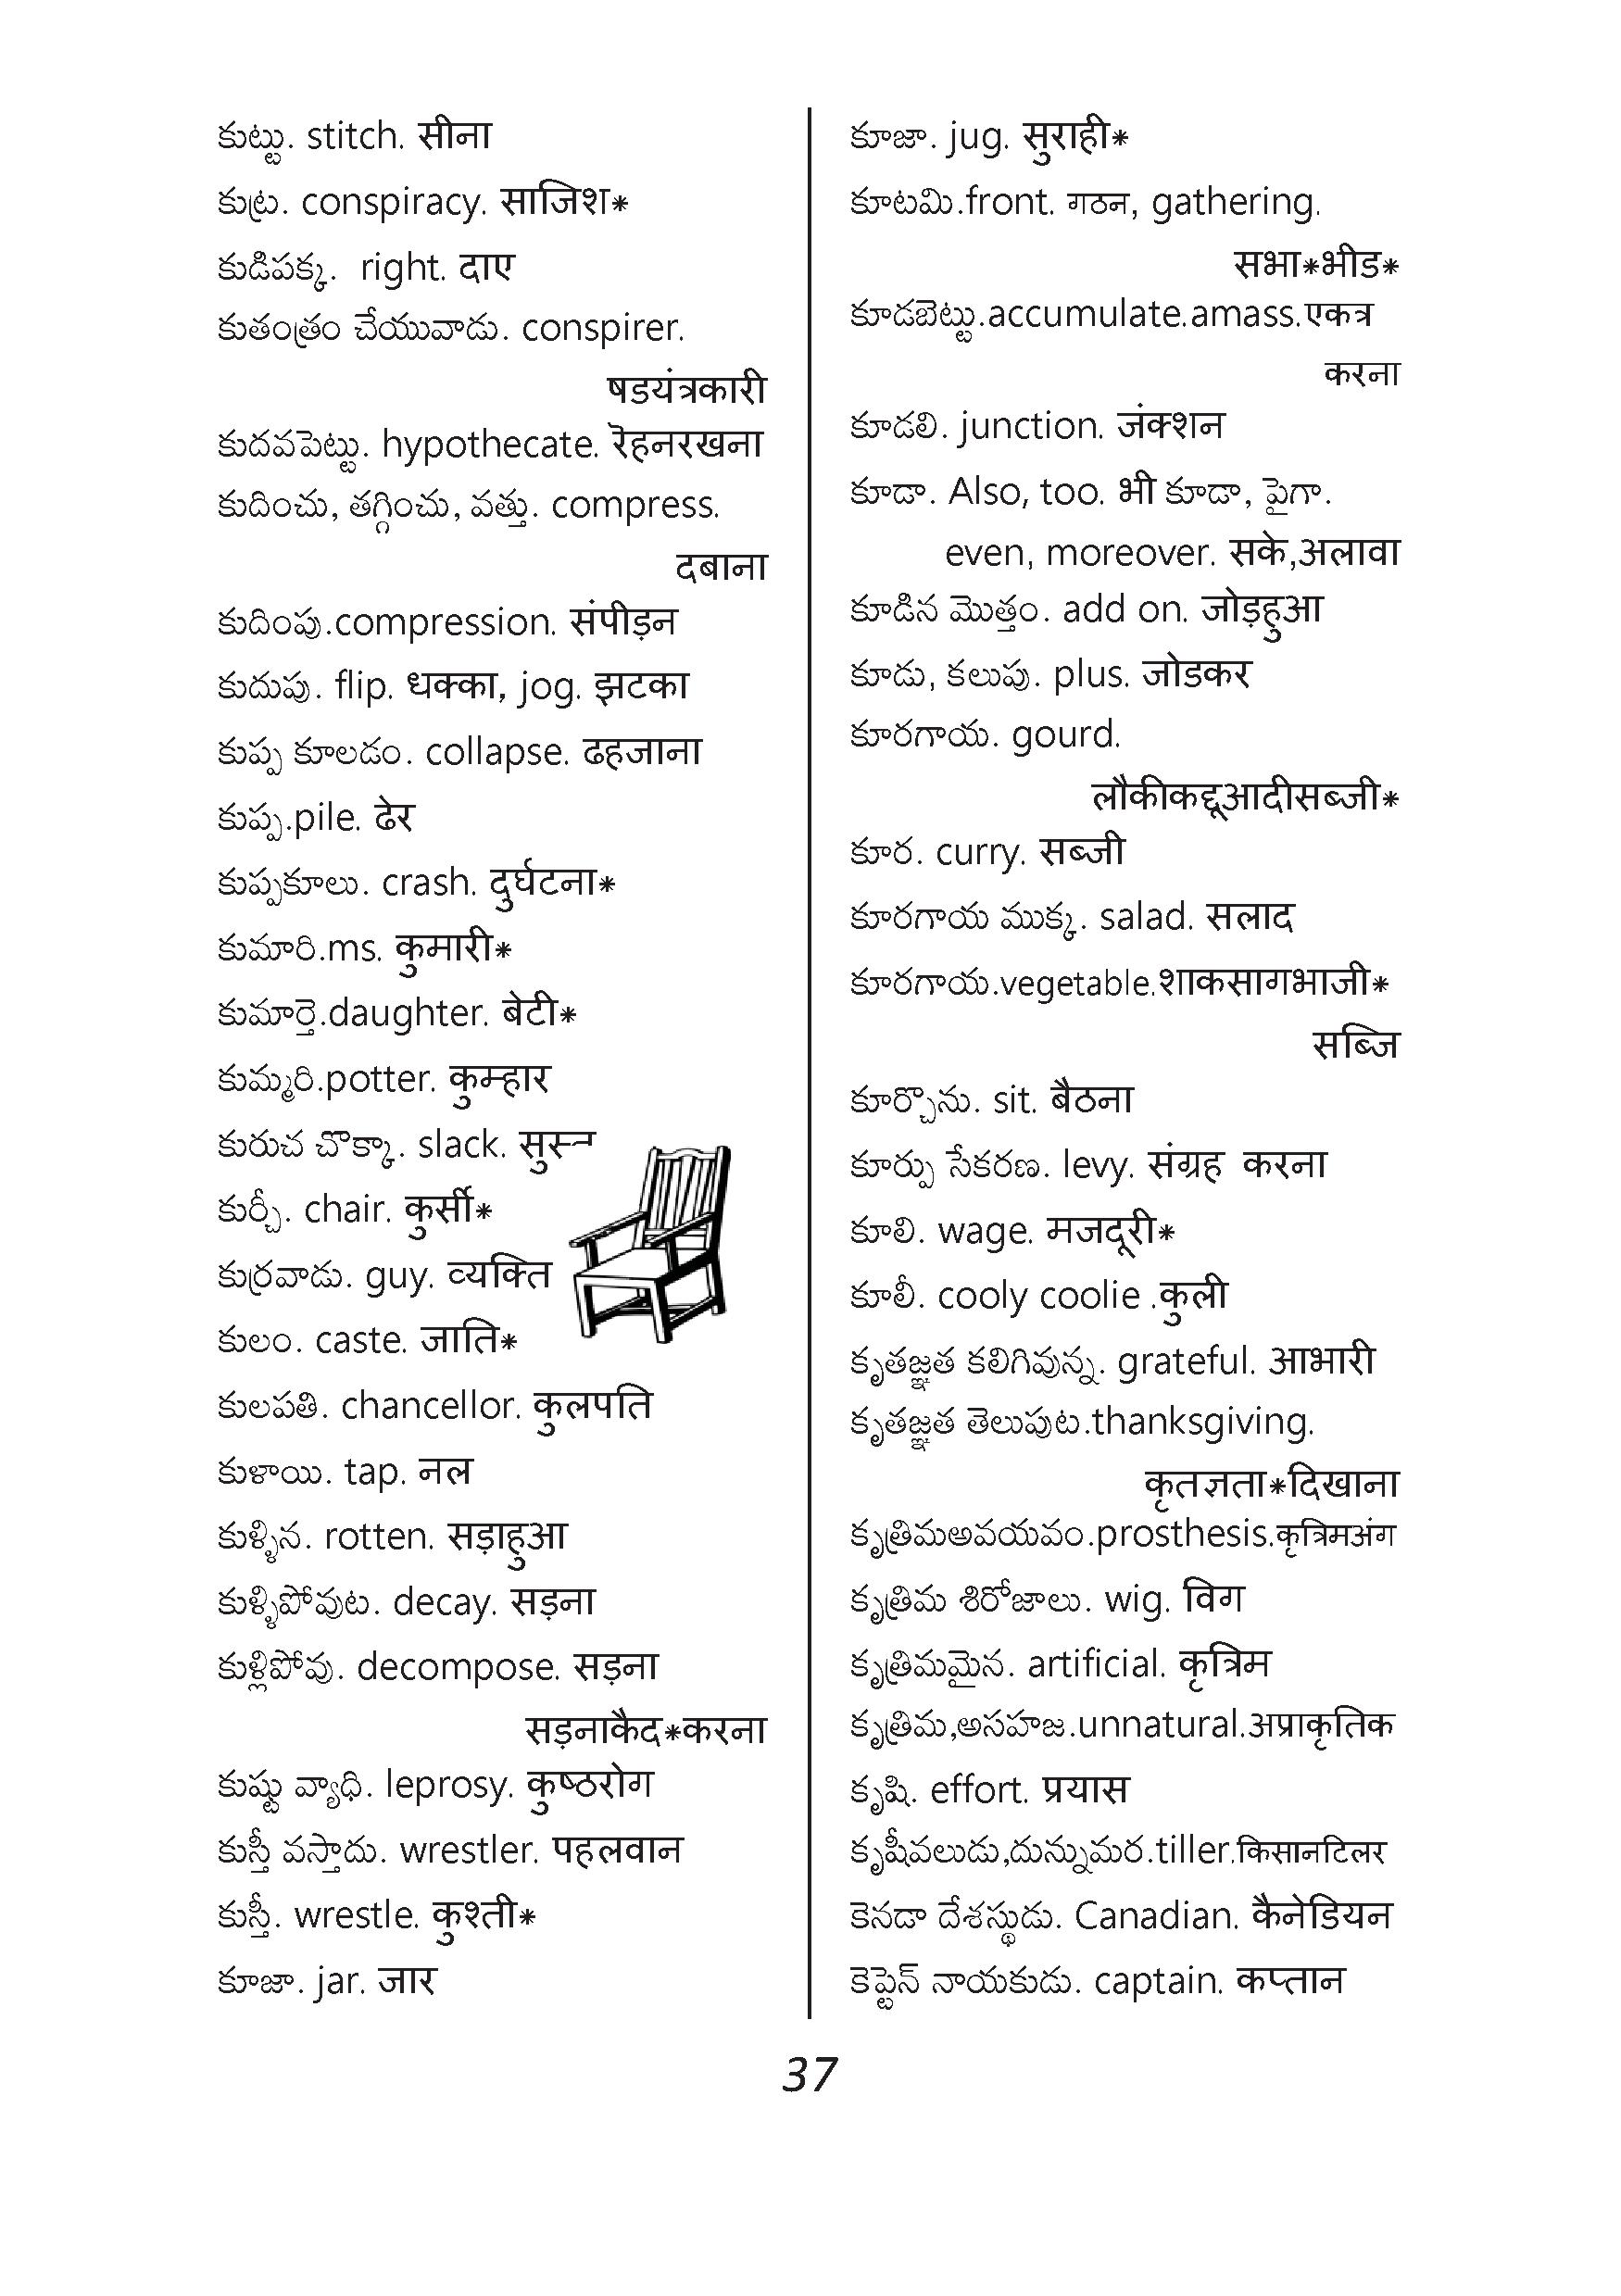 కుట్టు. stitch. सीना
కుట్ర. conspiracy. साजिश*
కుడిపక్క. right. दाए
కుతంత్రం చేయువాడు. conspirer.
षडयंत्रकारी
కుదవపెట్టు. hypothecate. रेहनरखना
కుదించు, తగ్గించు, వత్తు. compress.
दबाना
కుదింపు.compression. संपीड़न
కుదుపు. flip. धक्का, jog. झटका
కుప్ప కూలడం. collapse. ढहजाना
కుప్ప.pile. ढेर
కుప్పకూలు. crash. दुर्घटना*
కుమారి.ms. कुमारी*
కుమార్తె.daughter. बेटी*
కుమ్మరి.potter. कुम्हार
కురుచ చొక్కా. slack. सुस्त
కుర్చీ. chair. कुर्सी*
కుర్రవాడు. guy. व्यक्ति
కులం. caste. जाति*
కులపతి. chancellor. कुलपति
కుళాయి. tap. नल
కుళ్ళిన. rotten. सड़ाहुआ
కుళ్ళిపోవుట. decay. सड़ना
కుళ్లిపోవు. decompose. सड़ना
सड़नाकैद*करना
కుష్టు వ్యాధి. leprosy. कुष्ठरोग
కుస్తీ వస్తాదు. wrestler. पहलवान
కుస్తీ. wrestle. कुश्ती*
కూజా. jar. जार
కూజా. jug. सुराही*
కూటమి.front. गठन, gathering.
सभा*भीड*
కూడబెట్టు.accumulate.amass.एकत्र
करना
కూడలి. junction. जंक्शन
కూడా. Also, too. भी కూడా, పైగా.
even, moreover. सके,अलावा
కూడిన మొత్తం. add on. जोड़हुआ
కూడు, కలుపు. plus. जोडकर
కూరగాయ. gourd.
लौकीकद्दूआदीसब्जी*
కూర. curry. सब्जी
కూరగాయ ముక్క. salad. सलाद
కూరగాయ.vegetable.शाकसागभाजी*
सब्जि
కూర్చొను. sit. बैठना
కూర్పు సేకరణ. levy. संग्रह करना
కూలి. wage. मजदूरी*
కూలీ. cooly coolie .कुली
కృతజ్ఞత కలిగివున్న. grateful. आभारी
కృతజ్ఞత తెలుపుట.thanksgiving.
कृतज्ञता*दिखाना
కృత్రిమఅవయవం.prosthesis.कृत्रिमअंग
కృత్రిమ శిరోజాలు. wig. विग
కృత్రిమమైన. artificial. कृत्रिम
కృత్రిమ,అసహజ.unnatural.अप्राकृतिक
కృషి. effort. प्रयास
కృషీవలుడు,దున్నుమర.tiller.किसानटिलर
కెనడా దేశస్థుడు. Canadian. कैनेडियन
కెప్టెన్ నాయకుడు. captain. कप्तान
37